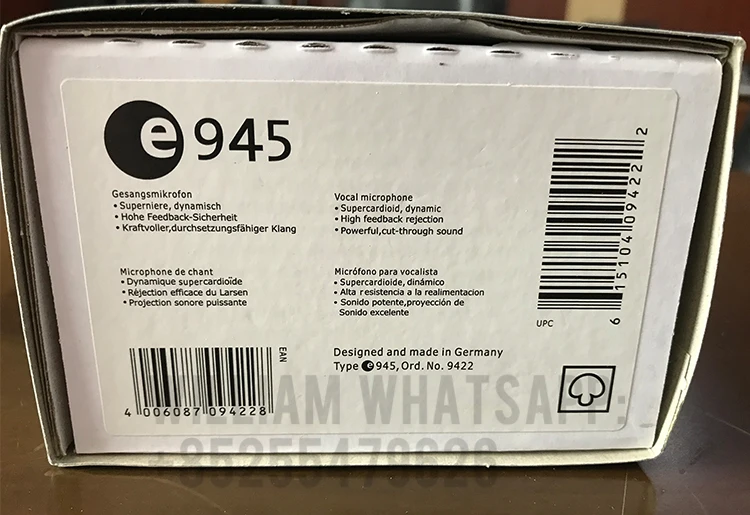 e945
Gesangsmikrofon
• Superniere, dynamisch
• Hohe Feedback-Sicherheit
• Kraftvoller,durchsetzungsfähiger Klang
Vocal microphone
• Supercardioid, dynamic
• High feedback rejection
• Powerful,cut-through sound
Microphone de chant
• Dynamique supercardioïde
• Réjection efficace du Larsen
• Projection sonore puissante
Micrófono para vocalista
• Supercardioide, dinámico
• Alta resistencia a la realimentacion
• Sonido potente,proyección de
Sonido excelente
6 15104 09422 2
UPC
EAN
4 006087 094228
Designed and made in Germany
Type e945,Ord. No. 9422
WILLIAM WHATSAPP:
+85255479626